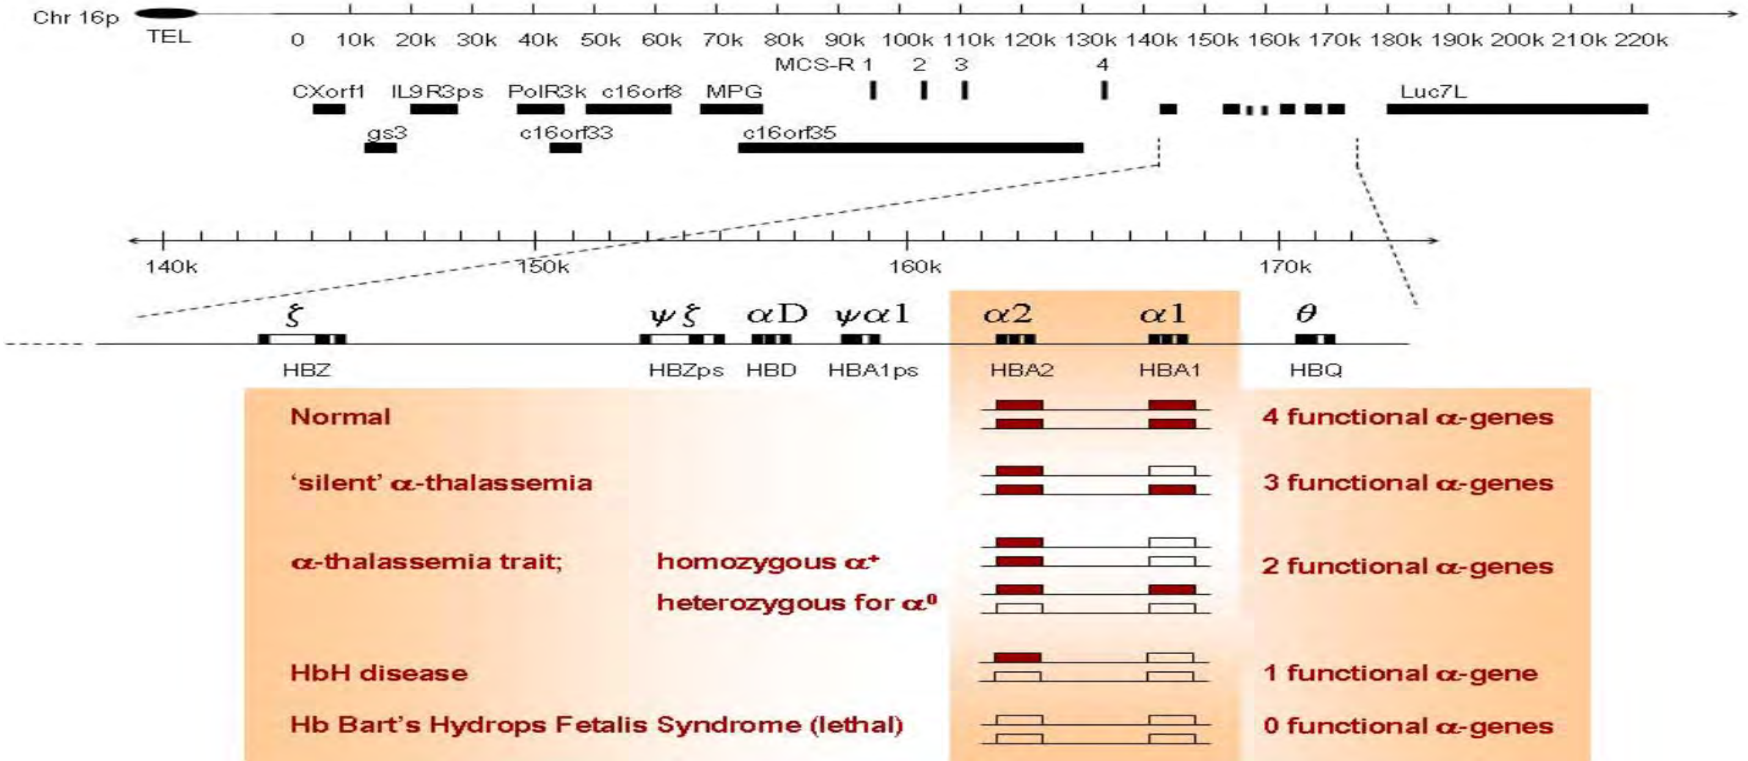 Chr 16p
TEL
0 10k 20k 30k 40k 50k 60k 70k 80k 90k 100k 110k 120k 130k 140k 150k 160k 170k 180k 190k 200k 210k 220k
MCS-R 1 2 3 4
CXorf1 IL9R3ps PolR3k c16orf8 MPG Luc7L
gs3 c16orf33 c16orf35
140k 150k 160k 170k
ζ ψζ αD ψα1 α2 α1 θ
HBZ HBZps HBD HBA1ps HBA2 HBA1 HBQ
Normal 4 functional α-genes
‘silent’ α-thalassemia 3 functional α-genes
α-thalassemia trait; homozygous α⁺ 2 functional α-genes
heterozygous for α⁰
HbH disease 1 functional α-gene
Hb Bart’s Hydrops Fetalis Syndrome (lethal) 0 functional α-genes